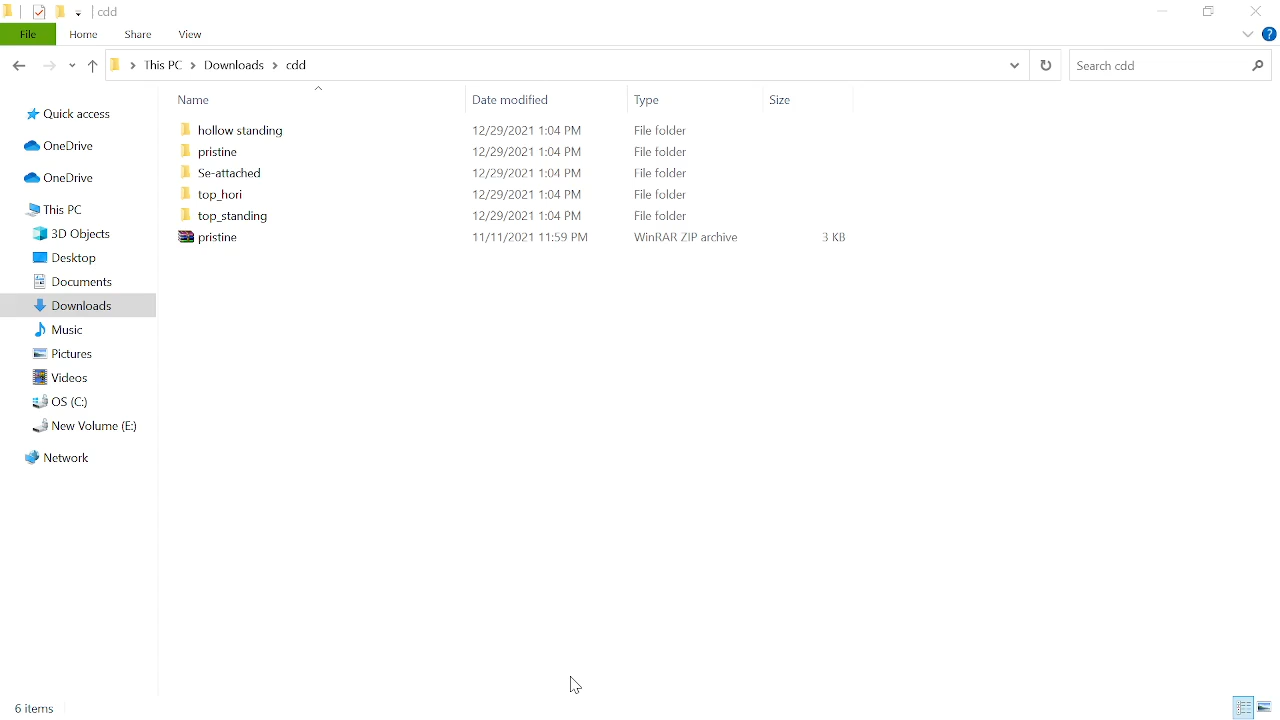 cdd
File Home Share View
This PC Downloads cdd
Search cdd
Name Date modified Type Size
hollow standing 12/29/2021 1:04 PM File folder
pristine 12/29/2021 1:04 PM File folder
Se-attached 12/29/2021 1:04 PM File folder
top_hori 12/29/2021 1:04 PM File folder
top_standing 12/29/2021 1:04 PM File folder
pristine 11/11/2021 11:59 PM WinRAR ZIP archive 3 KB
Quick access
OneDrive
OneDrive
This PC
3D Objects
Desktop
Documents
Downloads
Music
Pictures
Videos
OS (C:)
New Volume (E:)
Network
6 items